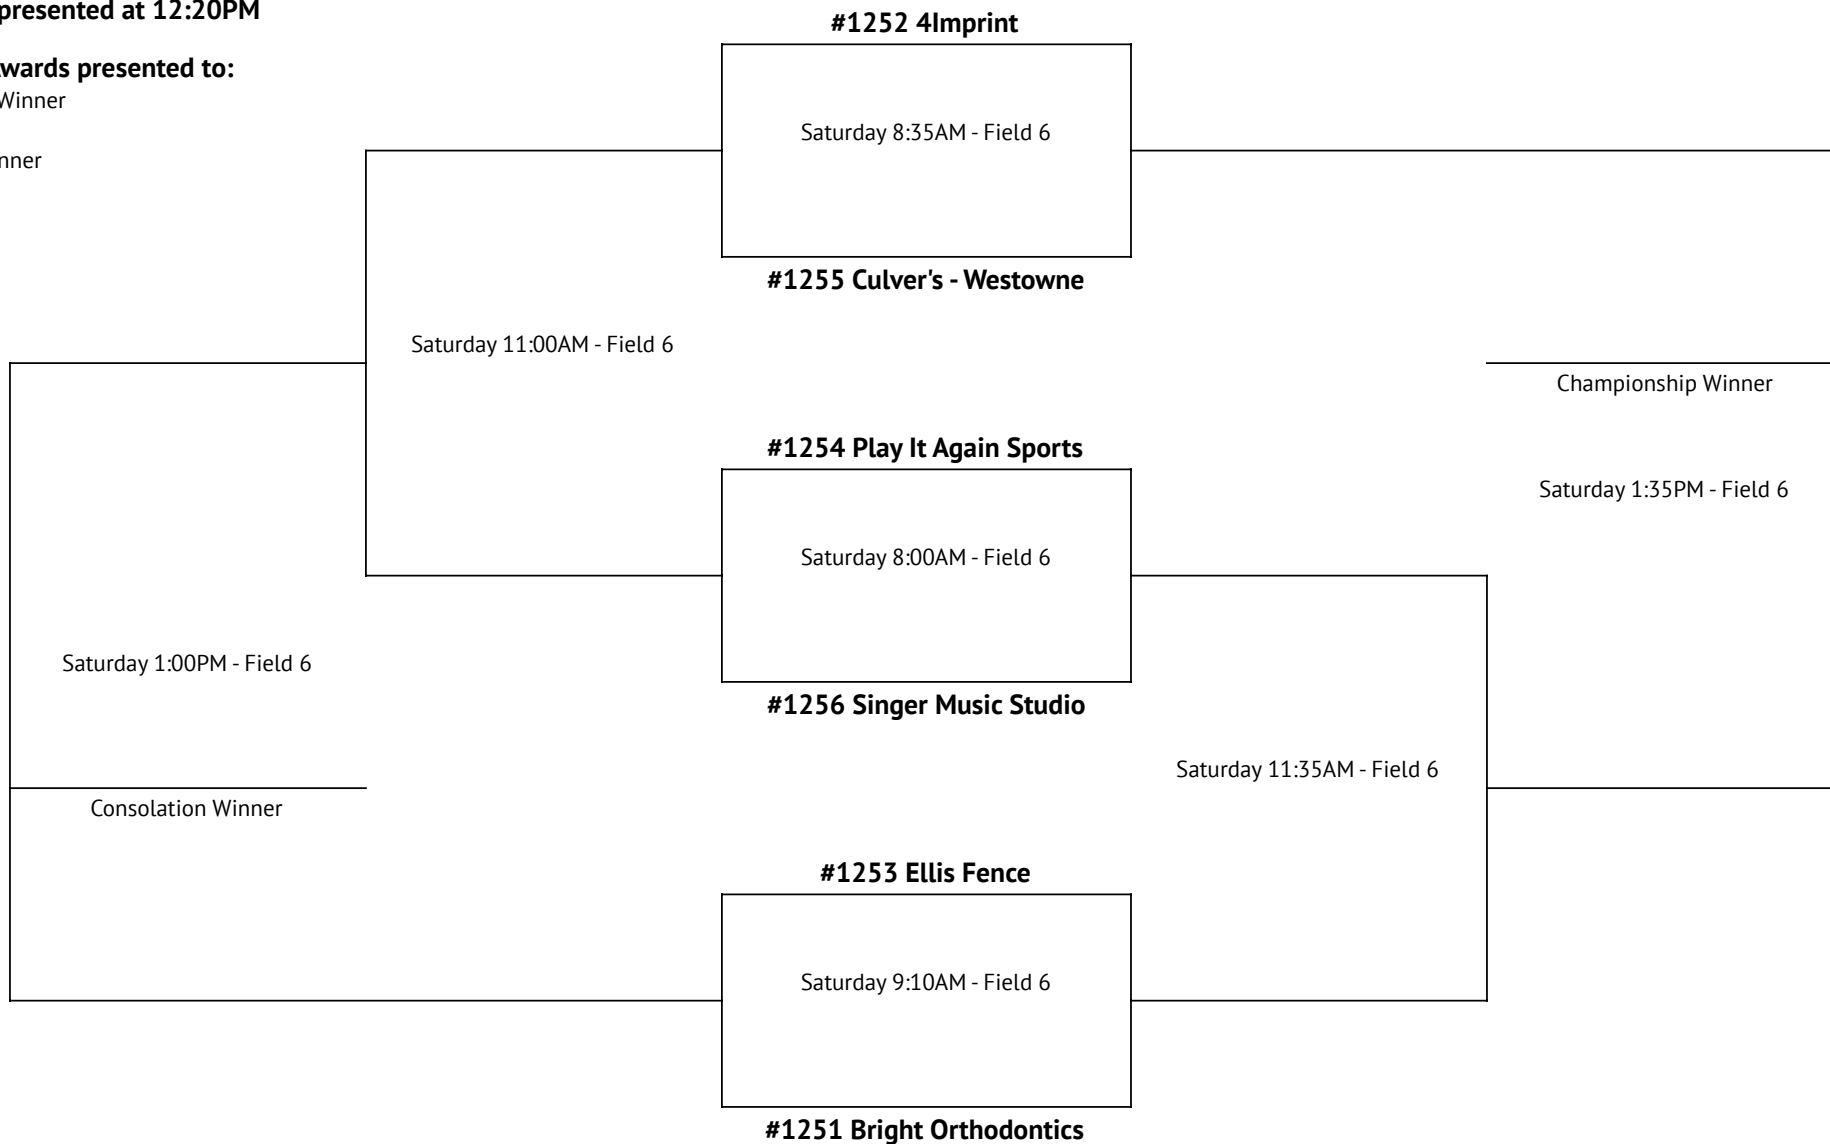 presented at 12:20PM
#1252 4Imprint
wards presented to:
Winner
Saturday 8:35AM - Field 6
nner
#1255 Culver's - Westowne
Saturday 11:00AM - Field 6
Championship Winner
#1254 Play It Again Sports
Saturday 1:35PM - Field 6
Saturday 8:00AM - Field 6
Saturday 1:00PM - Field 6
#1256 Singer Music Studio
Saturday 11:35AM - Field 6
Consolation Winner
#1253 Ellis Fence
Saturday 9:10AM - Field 6
#1251 Bright Orthodontics